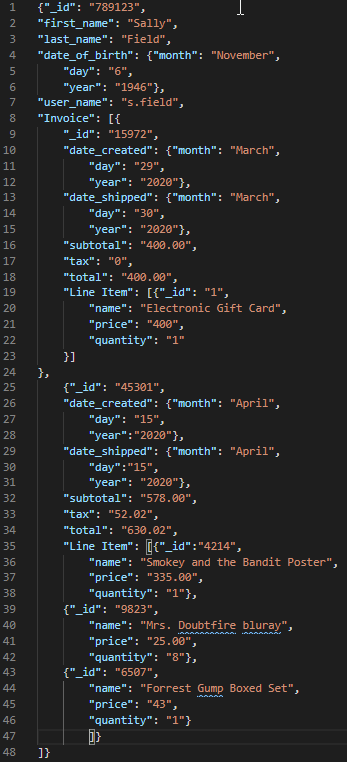 1 {"_id": "789123",
2 "first_name": "Sally",
3 "last_name": "Field",
4 "date_of_birth": {"month": "November",
5 "day": "6",
6 "year": "1946"},
7 "user_name": "s.field",
8 "Invoice": [{
9 "_id": "15972",
10 "date_created": {"month": "March",
11 "day": "29",
12 "year": "2020"},
13 "date_shipped": {"month": "March",
14 "day": "30",
15 "year": "2020"},
16 "subtotal": "400.00",
17 "tax": "0",
18 "total": "400.00",
19 "Line Item": [{"_id": "1",
20 "name": "Electronic Gift Card",
21 "price": "400",
22 "quantity": "1"
23 }]
24 },
25 {"_id": "45301",
26 "date_created": {"month": "April",
27 "day": "15",
28 "year":"2020"},
29 "date_shipped": {"month": "April",
30 "day":"15",
31 "year": "2020"},
32 "subtotal": "578.00",
33 "tax": "52.02",
34 "total": "630.02",
35 "Line Item": [{"_id":"4214",
36 "name": "Smokey and the Bandit Poster",
37 "price": "335.00",
38 "quantity": "1"},
39 {"_id": "9823",
40 "name": "Mrs. Doubtfire bluray",
41 "price": "25.00",
42 "quantity": "8"},
43 {"_id": "6507",
44 "name": "Forrest Gump Boxed Set",
45 "price": "43",
46 "quantity": "1"}
47 ]}
48 ]}